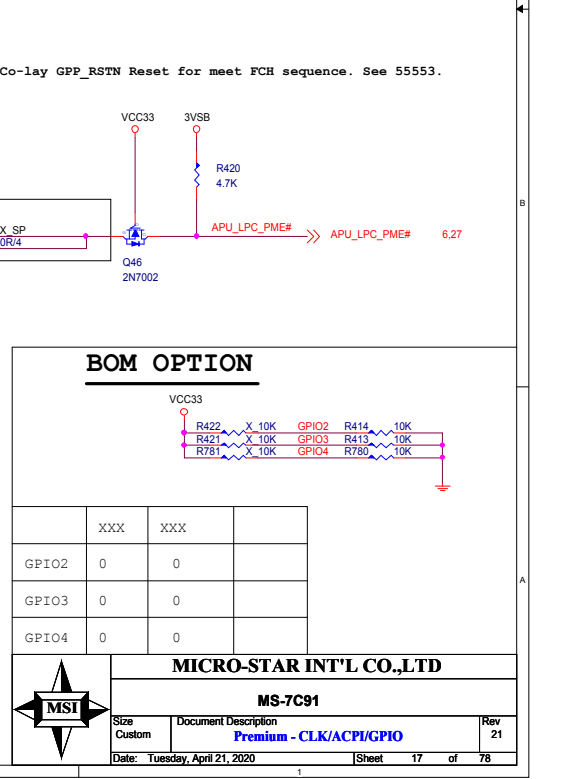 Co-lay GPP_RSTN Reset for meet FCH sequence. See 55553.
VCC33 3VSB
R420
4.7K
B
X_SP
0R/4
APU_LPC_PME# APU_LPC_PME# 6,27
Q46
2N7002
BOM OPTION
VCC33
R422 X_10K GPIO2 R414 10K
R421 X_10K GPIO3 R413 10K
R781 X_10K GPIO4 R780 10K
XXX XXX
GPIO2 0 0
A
GPIO3 0 0
GPIO4 0 0
MICRO-STAR INT'L CO.,LTD
MSI
MS-7C91
Size Document Description Rev
Custom Premium - CLK/ACPI/GPIO 21
Date: Tuesday, April 21, 2020 Sheet 17 of 78
1